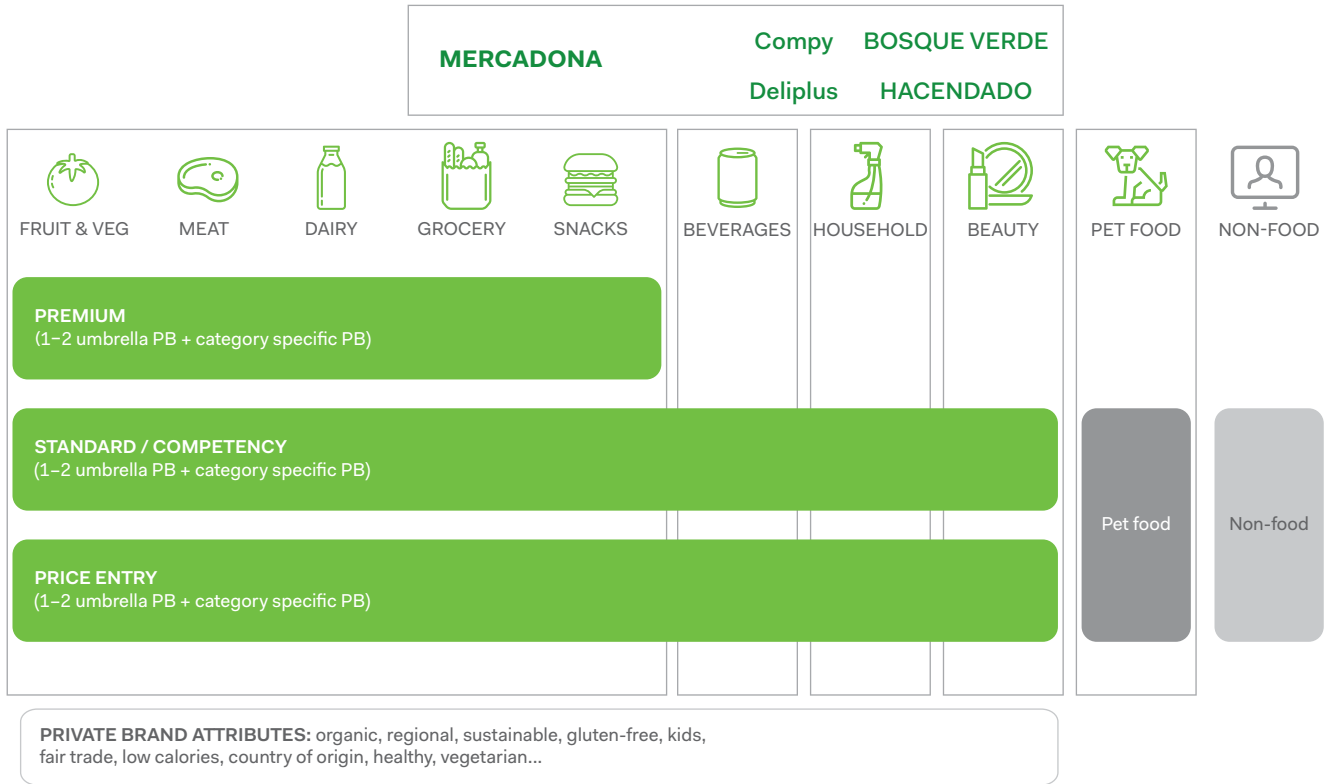 MERCADONA
Compy BOSQUE VERDE
Deliplus HACENDADO
FRUIT & VEG MEAT DAIRY GROCERY SNACKS BEVERAGES HOUSEHOLD BEAUTY PET FOOD NON-FOOD
PREMIUM
(1–2 umbrella PB + category specific PB)
STANDARD / COMPETENCY
(1–2 umbrella PB + category specific PB)
Pet food
Non-food
PRICE ENTRY
(1–2 umbrella PB + category specific PB)
PRIVATE BRAND ATTRIBUTES: organic, regional, sustainable, gluten-free, kids,
fair trade, low calories, country of origin, healthy, vegetarian...